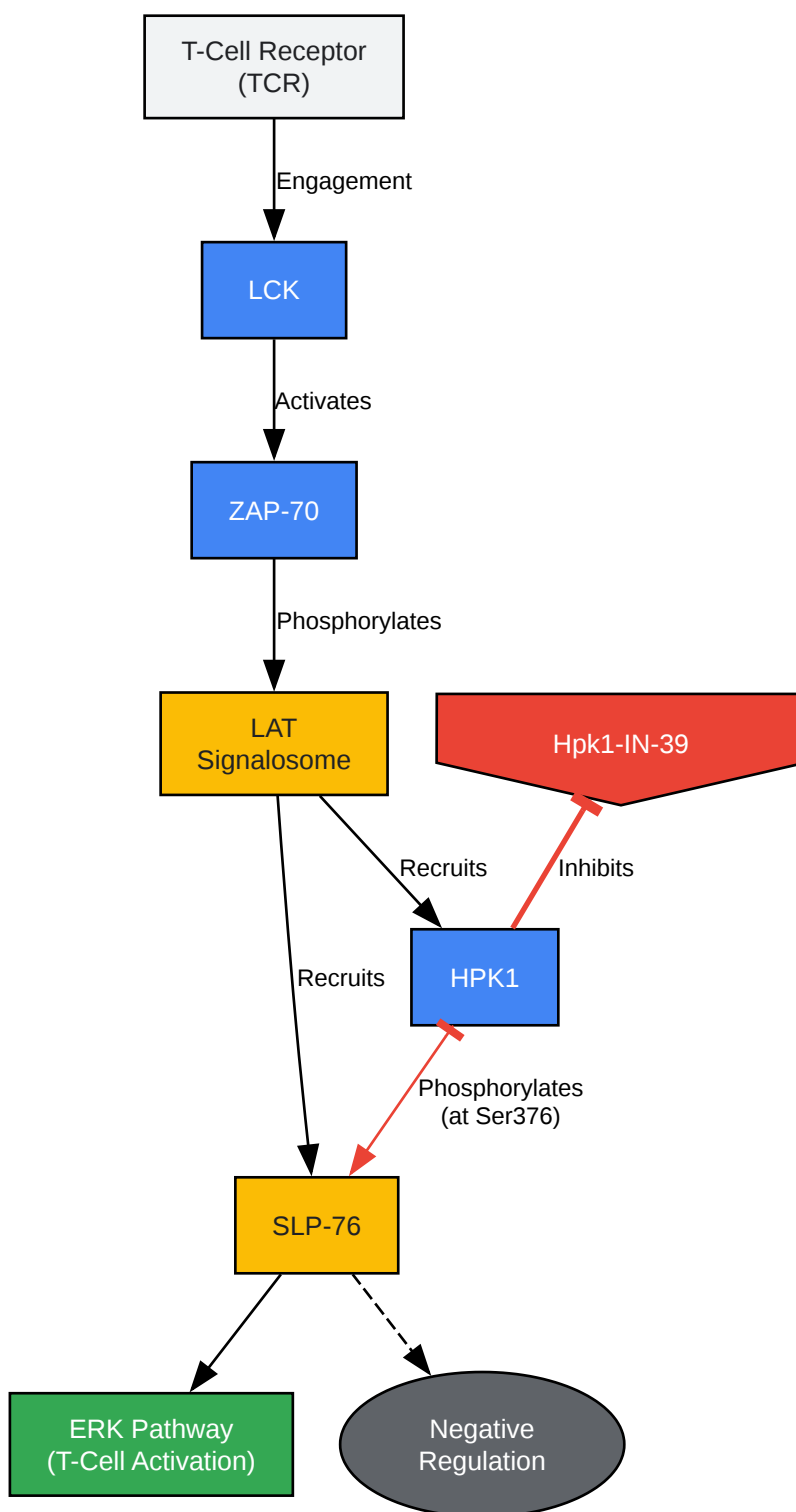 T-Cell Receptor
(TCR)
Engagement
LCK
Activates
ZAP-70
Phosphorylates
LAT
Signalosome
Hpk1-IN-39
Recruits
Inhibits
Recruits
HPK1
Phosphorylates
(at Ser376)
SLP-76
ERK Pathway
(T-Cell Activation)
Negative
Regulation